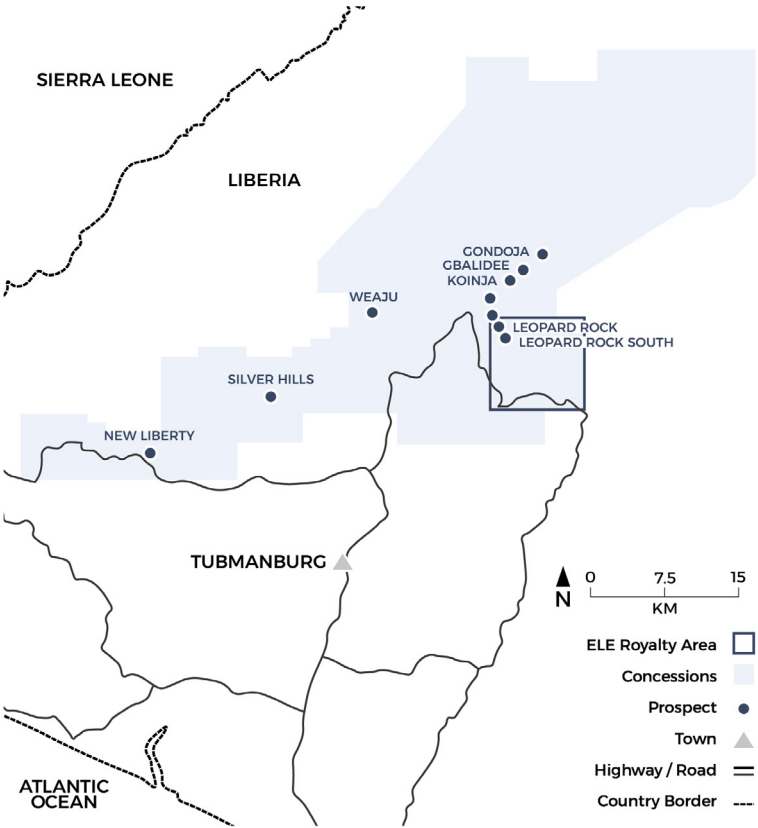 SIERRA LEONE
LIBERIA
GONDOJA
GBALIDEE
KOINJA
WEAJU
LEOPARD ROCK
LEOPARD ROCK SOUTH
SILVER HILLS
NEW LIBERTY
TUBMANBURG
N
0 7.5 15
KM
ELE Royalty Area
Concessions
Prospect
Town
Highway / Road
Country Border
ATLANTIC
OCEAN